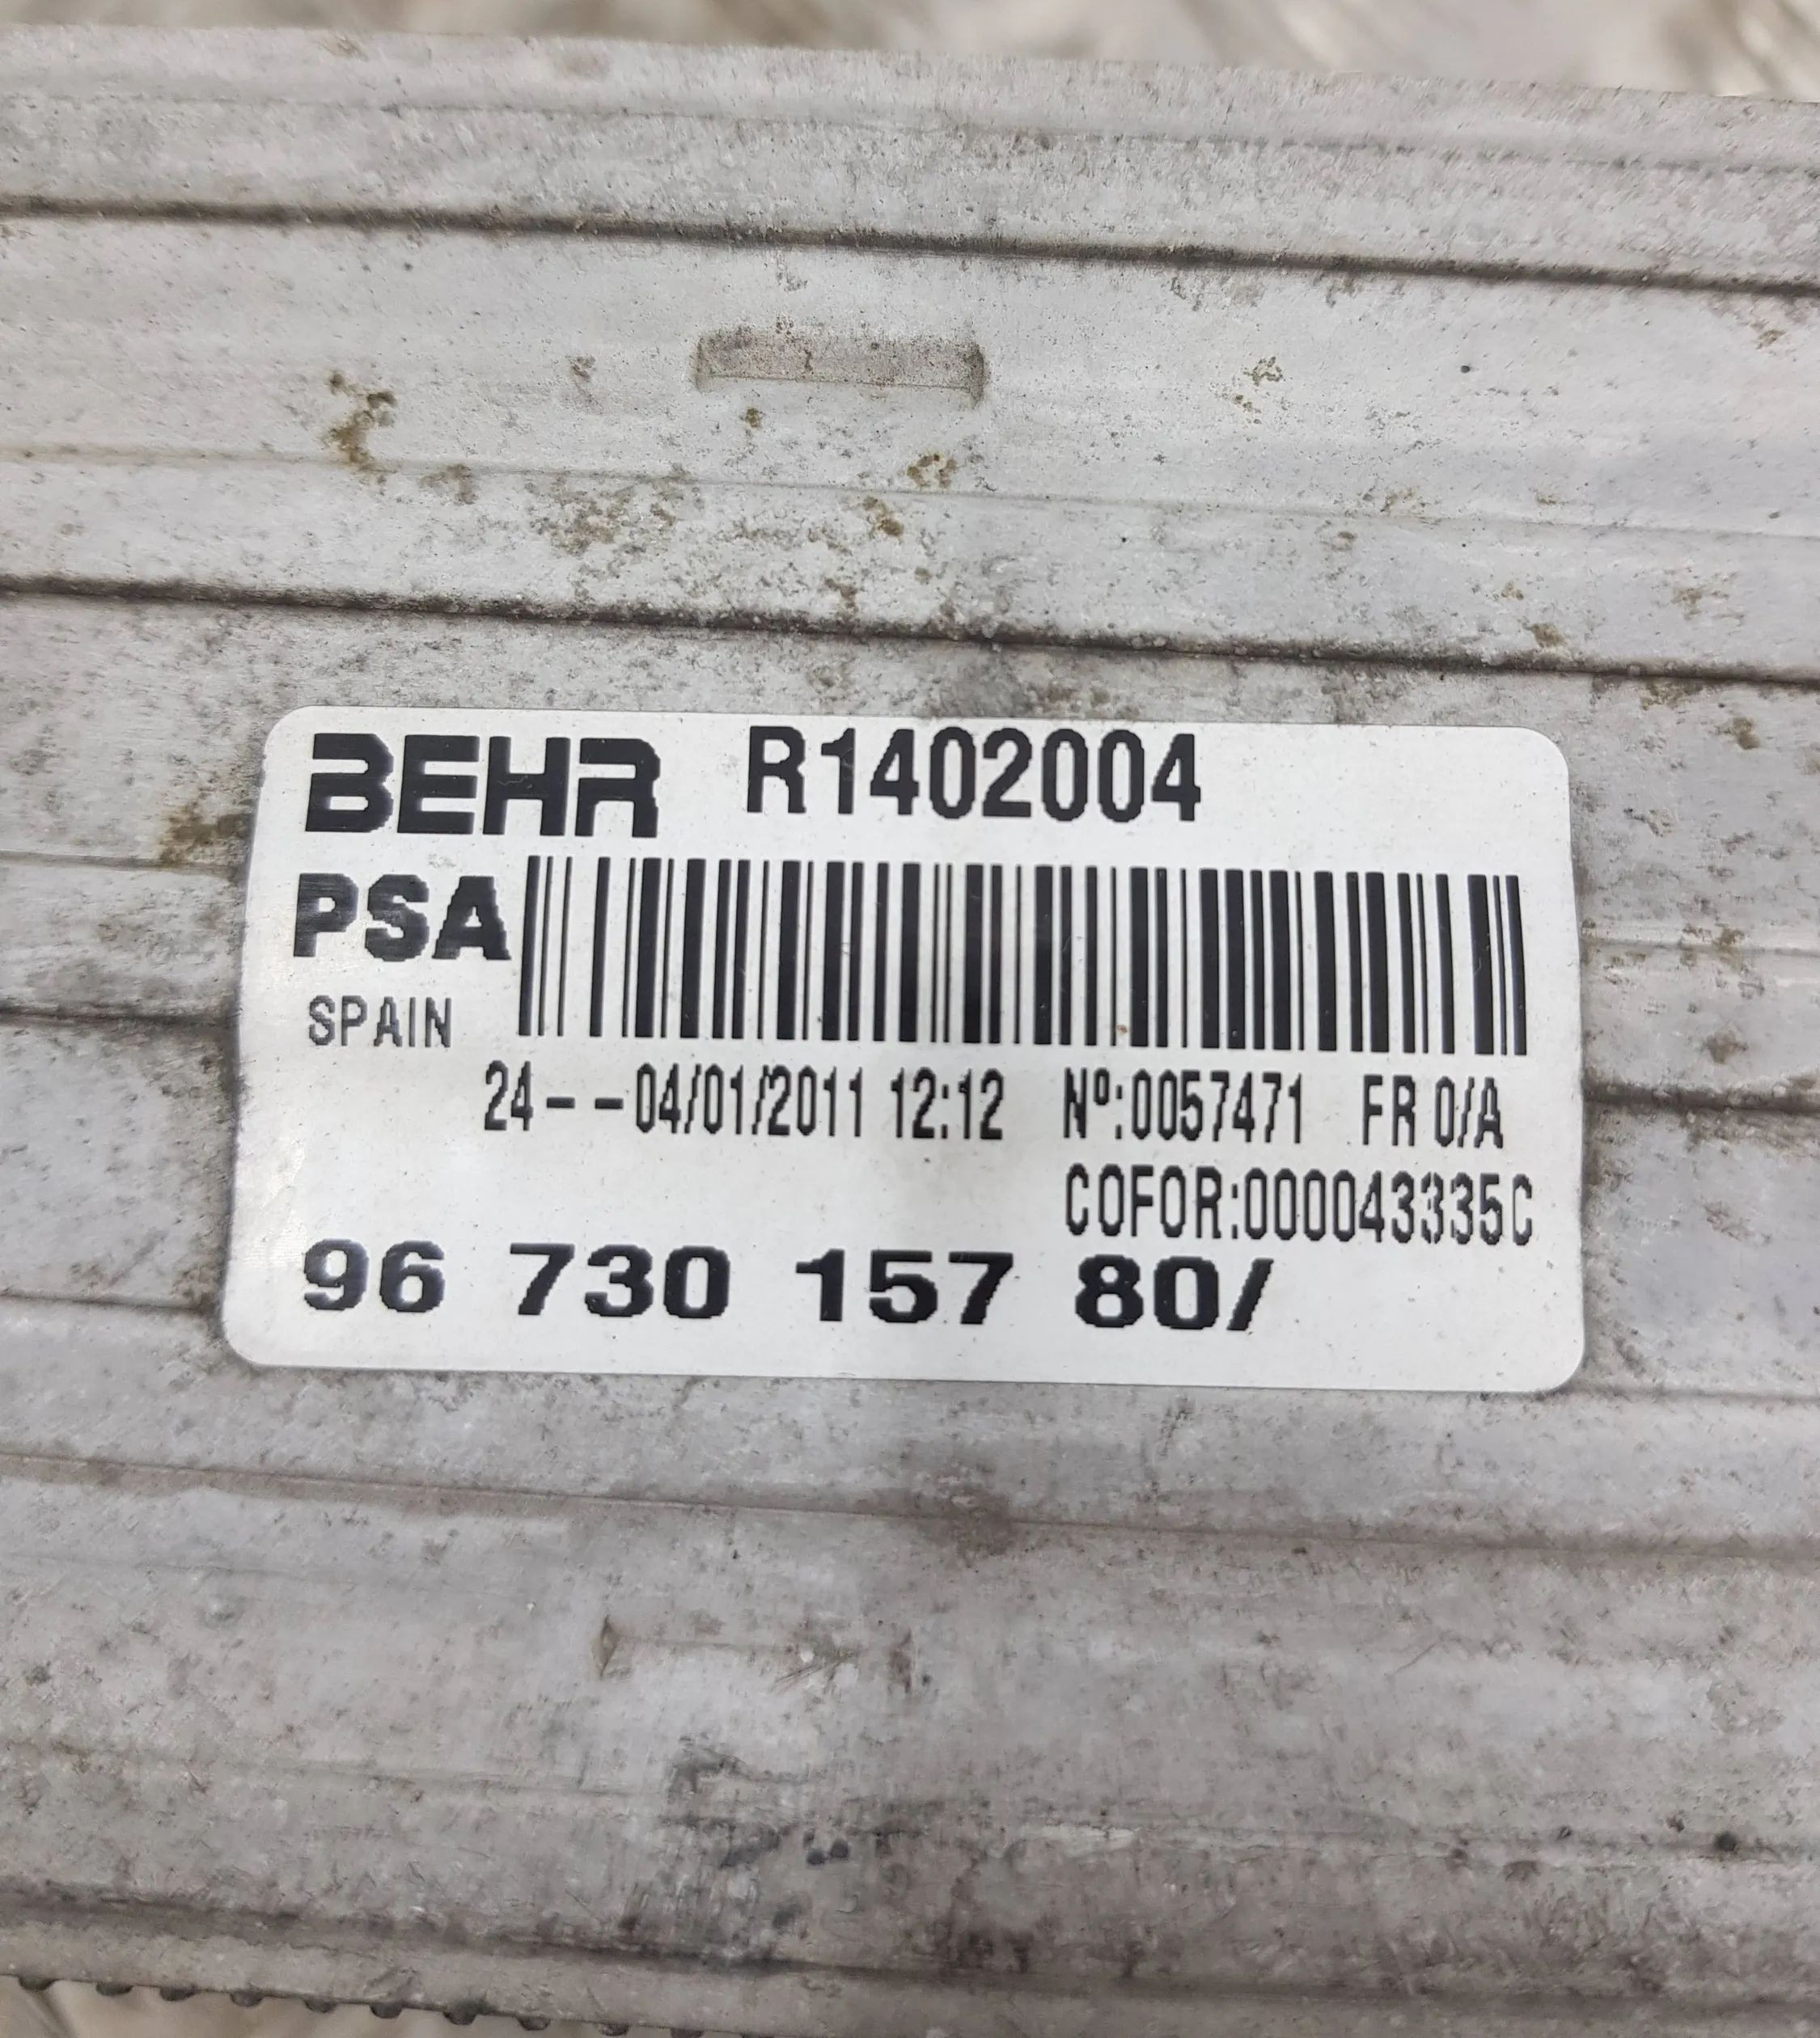 BEHR R1402004
PSA
SPAIN
24- -04/01/2011 12:12 Nº:0057471 FR 0/A
COFOR:000043335C
96 730 157 80/